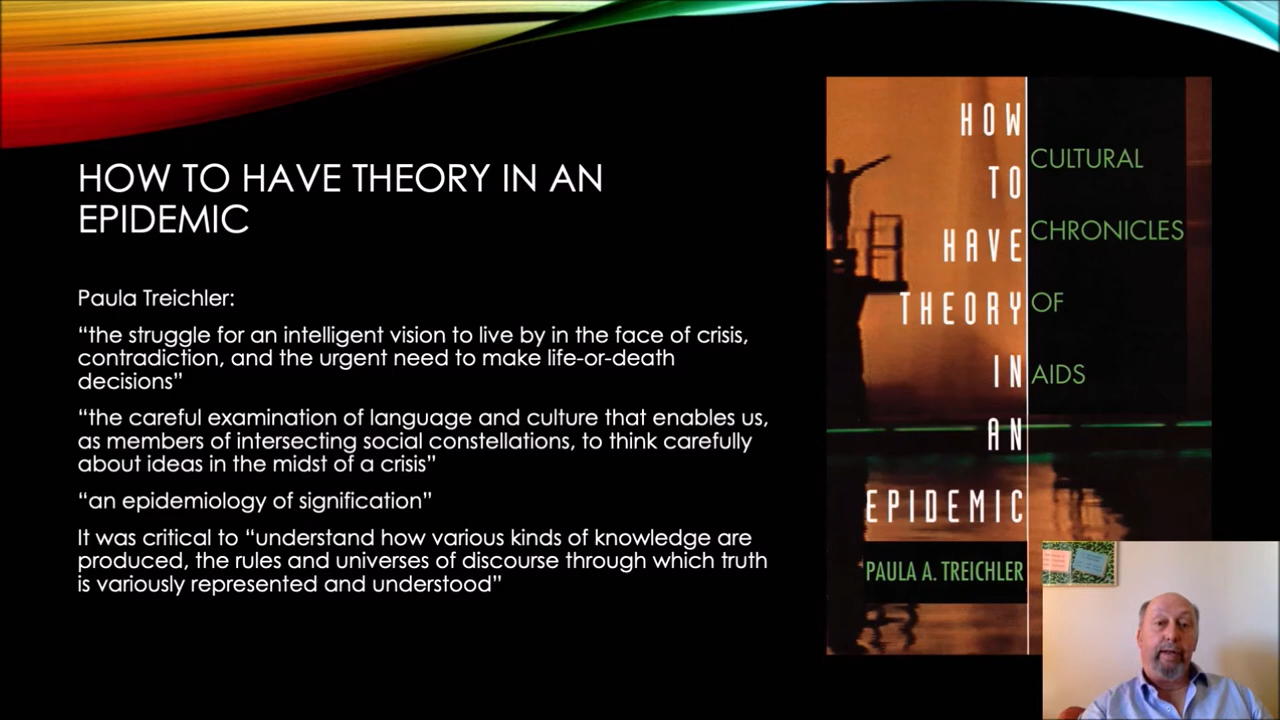 HOW TO HAVE THEORY IN AN
EPIDEMIC
Paula Treichler:
“the struggle for an intelligent vision to live by in the face of crisis,
contradiction, and the urgent need to make life-or-death
decisions”
“the careful examination of language and culture that enables us,
as members of intersecting social constellations, to think carefully
about ideas in the midst of a crisis”
“an epidemiology of signification”
It was critical to “understand how various kinds of knowledge are
produced, the rules and universes of discourse through which truth
is variously represented and understood”
HOW
TO
HAVE
THEORY
IN
AN
EPIDEMIC
CULTURAL
CHRONICLES
OF
AIDS
PAULA A. TREICHLER